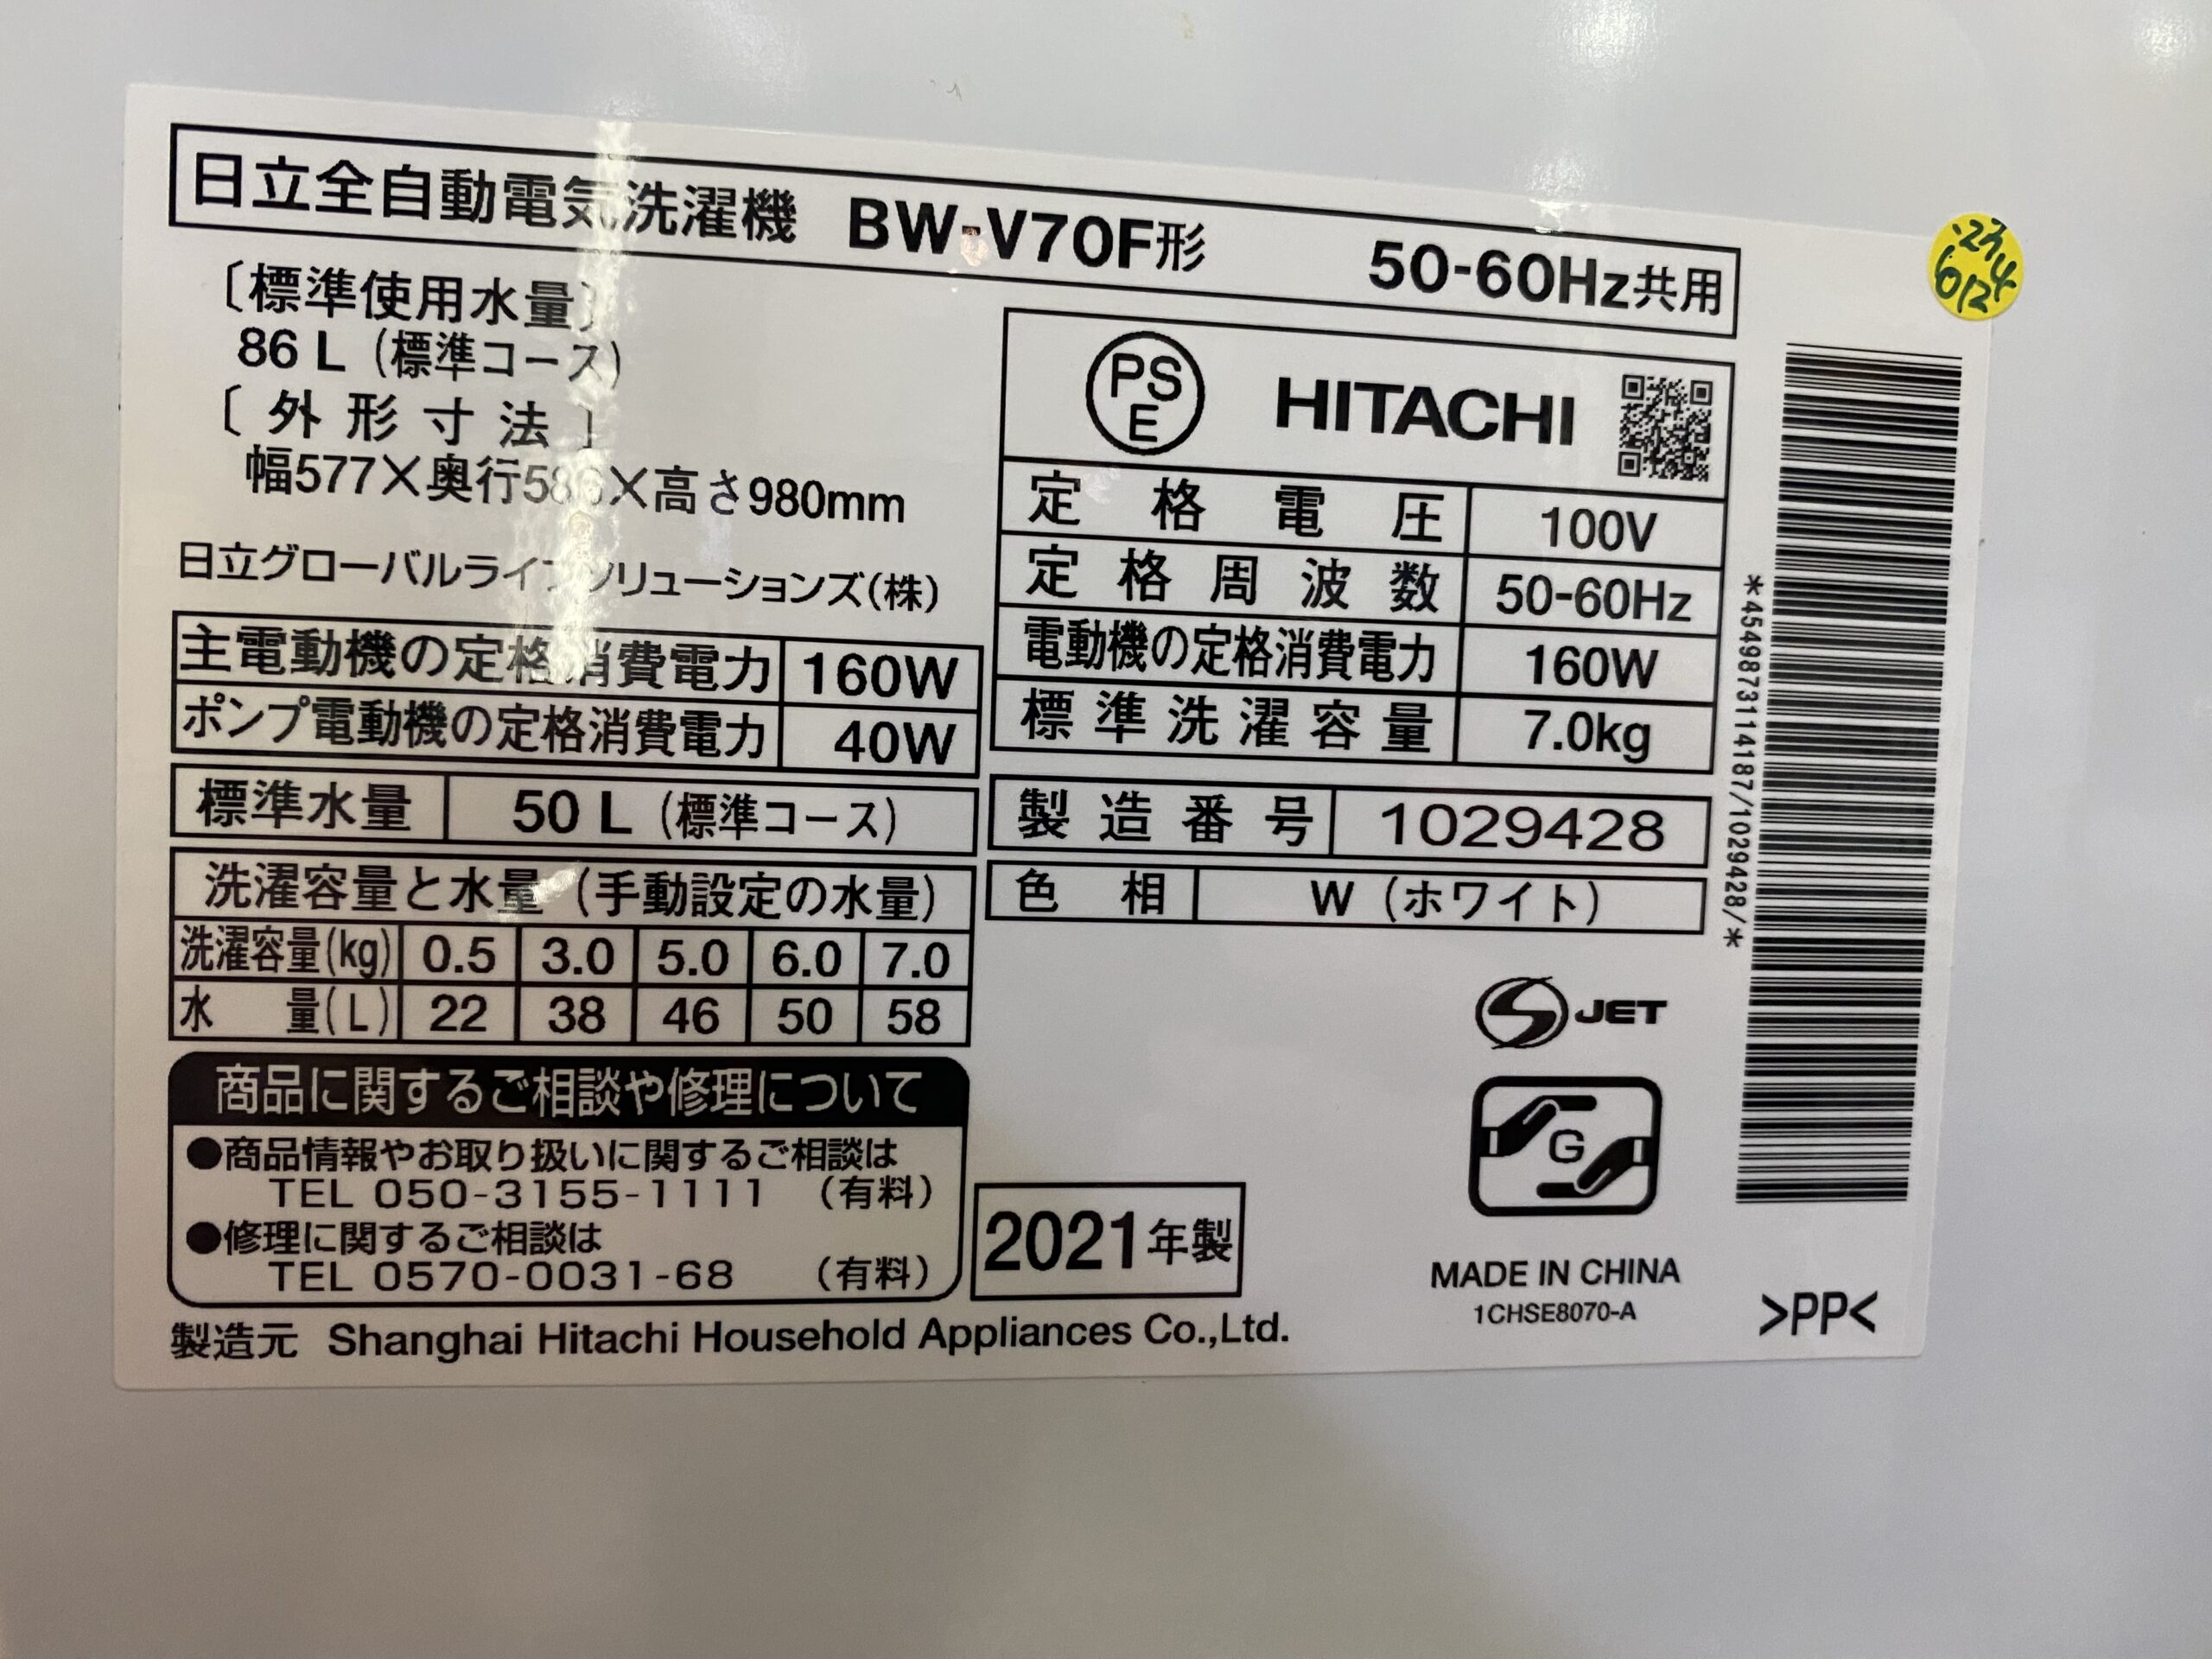 日立全自動電気洗濯機 BW-V70F形 50-60Hz共用
〔標準使用水量〕
86 L (標準コース)
〔外形寸法〕
幅577×奥行586×高さ980mm
日立グローバルライフソリューションズ(株)
主電動機の定格消費電力 160W
ポンプ電動機の定格消費電力 40W
標準水量 50 L (標準コース)
洗濯容量と水量 (手動設定の水量)
洗濯容量(kg) 0.5 3.0 5.0 6.0 7.0
水量(L) 22 38 46 50 58
商品に関するご相談や修理について
●商品情報やお取り扱いに関するご相談は
TEL 050-3155-1111 (有料)
●修理に関するご相談は
TEL 0570-0031-68 (有料)
製造元 Shanghai Hitachi Household Appliances Co.,Ltd.
PSE HITACHI
定格電圧 100V
定格周波数 50-60Hz
電動機の定格消費電力 160W
標準洗濯容量 7.0kg
製造番号 1029428
色相 W (ホワイト)
S JET
G
2021年製
MADE IN CHINA
1CHSE8070-A
>PP<
*4549873114187/1029428/*